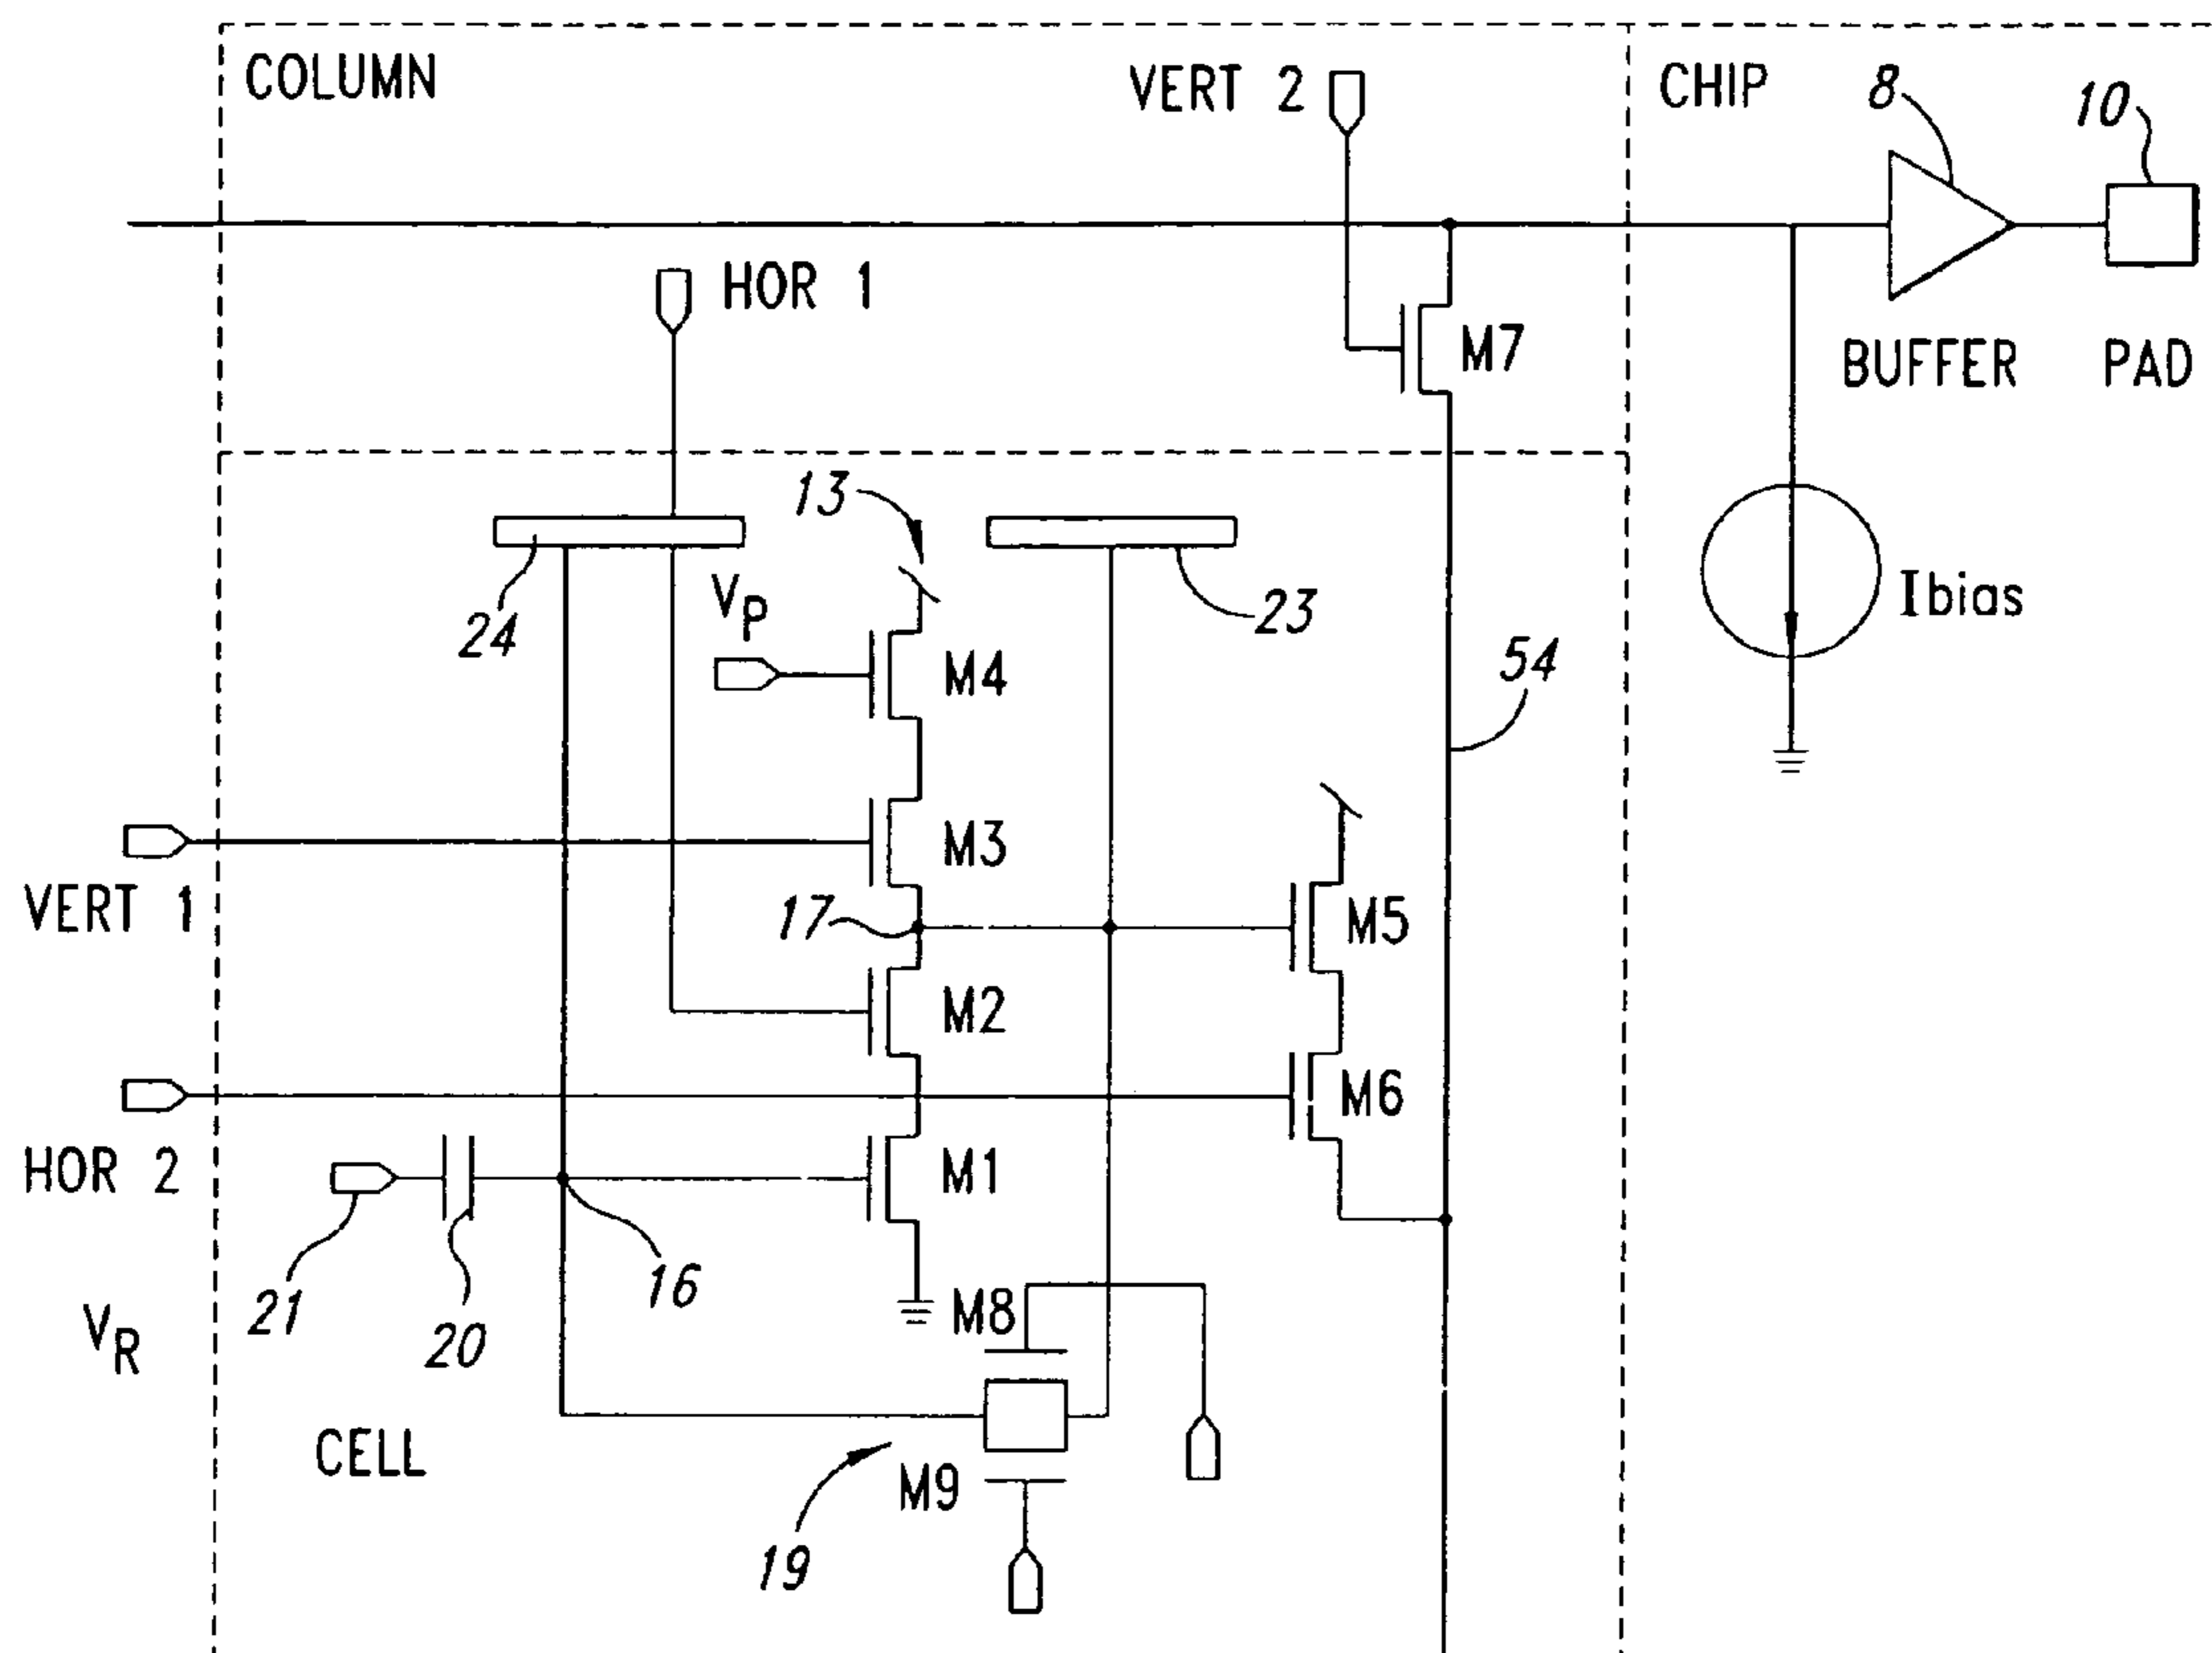 COLUMN
VERT 2
CHIP
8
10
HOR 1
M7
BUFFER
PAD
13
24
VP
23
Ibias
M4
54
M3
VERT 1
17
M5
M2
M6
HOR 2
M1
21
20
16
M8
VR
CELL
M9
19